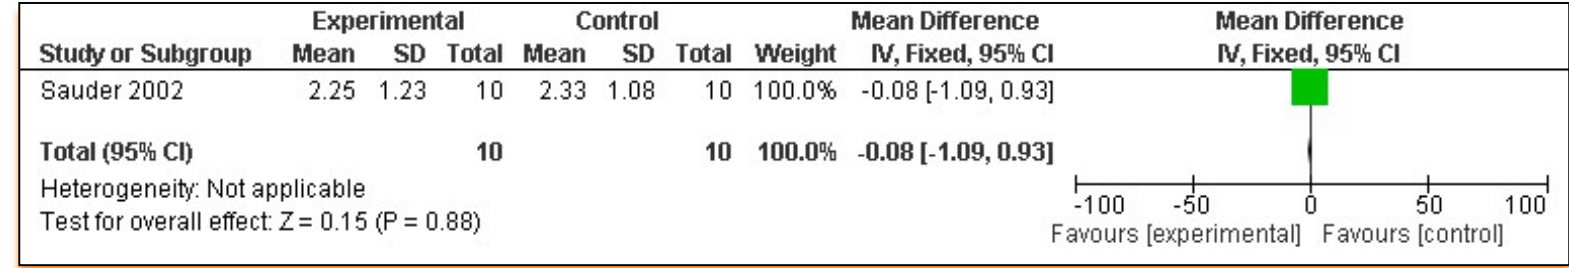 Experimental Control Mean Difference Mean Difference
Study or Subgroup Mean SD Total Mean SD Total Weight IV, Fixed, 95% CI IV, Fixed, 95% CI
Sauder 2002 2.25 1.23 10 2.33 1.08 10 100.0% -0.08 [-1.09, 0.93]
Total (95% CI) 10 10 100.0% -0.08 [-1.09, 0.93]
Heterogeneity: Not applicable
Test for overall effect: Z = 0.15 (P = 0.88)
-100 -50 0 50 100
Favours [experimental] Favours [control]